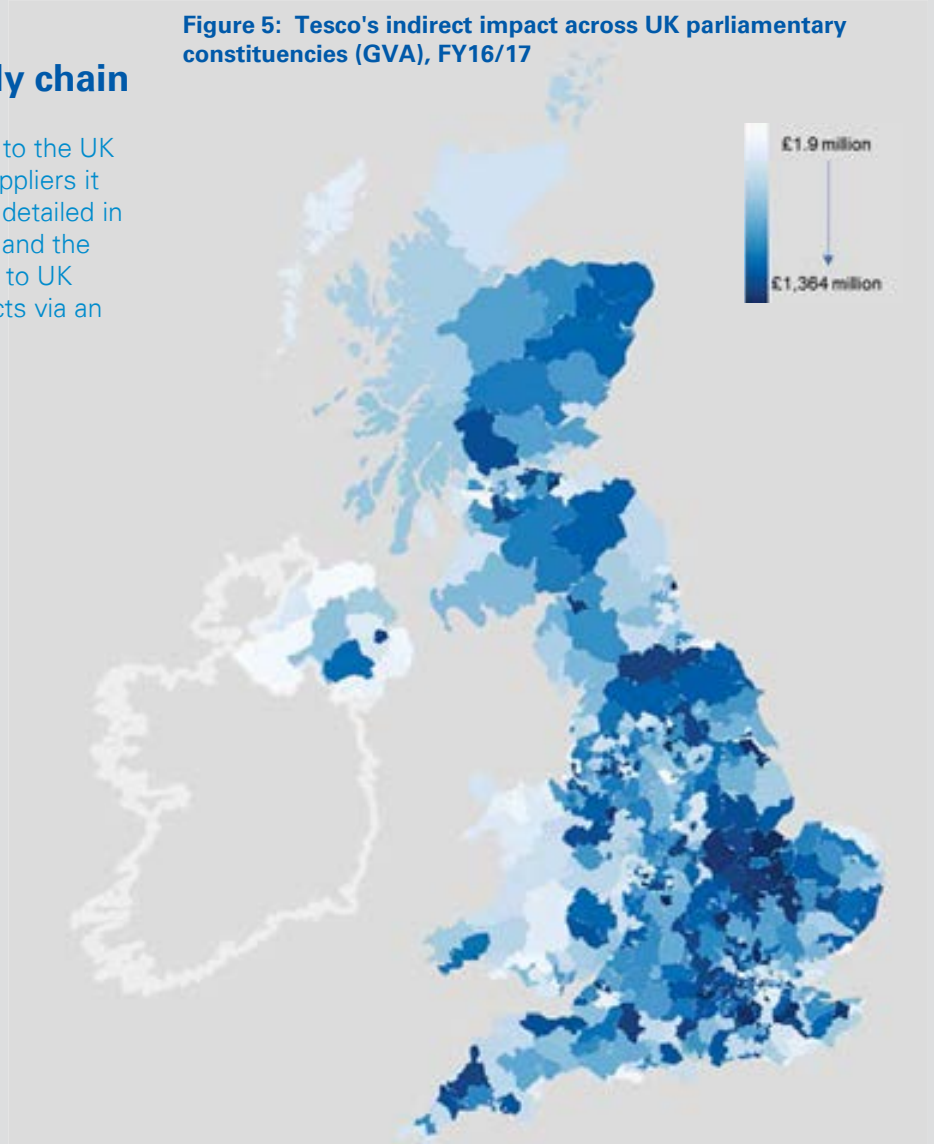 Figure 5: Tesco's indirect impact across UK parliamentary
constituencies (GVA), FY16/17
ly chain
to the UK
ppliers it
detailed in
and the
to UK
cts via an
£1.9 million
£1,364 million